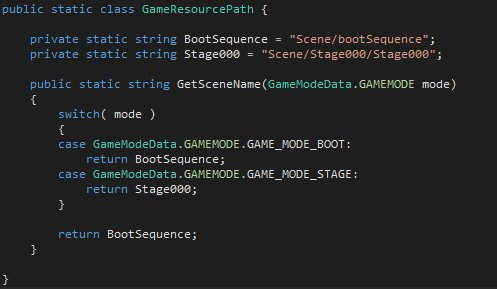 public static class GameResourcePath {
private static string BootSequence = "Scene/bootSequence";
private static string Stage000 = "Scene/Stage000/Stage000";
public static string GetSceneName(GameModeData.GAMEMODE mode)
{
switch( mode )
{
case GameModeData.GAMEMODE.GAME_MODE_BOOT:
return BootSequence;
case GameModeData.GAMEMODE.GAME_MODE_STAGE:
return Stage000;
}
return BootSequence;
}
}